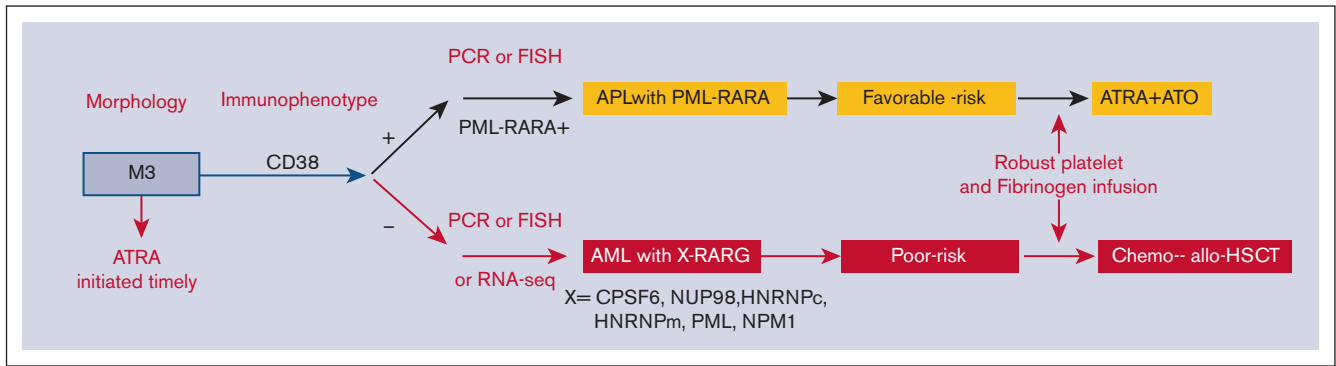 PCR or FISH
Morphology
Immunophenotype
APLwith PML-RARA
Favorable -risk
ATRA+ATO
+
PML-RARA+
M3
CD38
Robust platelet
and Fibrinogen infusion
−
PCR or FISH
ATRA
initiated timely
or RNA-seq
AML with X-RARG
Poor-risk
Chemo-- allo-HSCT
X= CPSF6, NUP98,HNRNPc,
HNRNPm, PML, NPM1